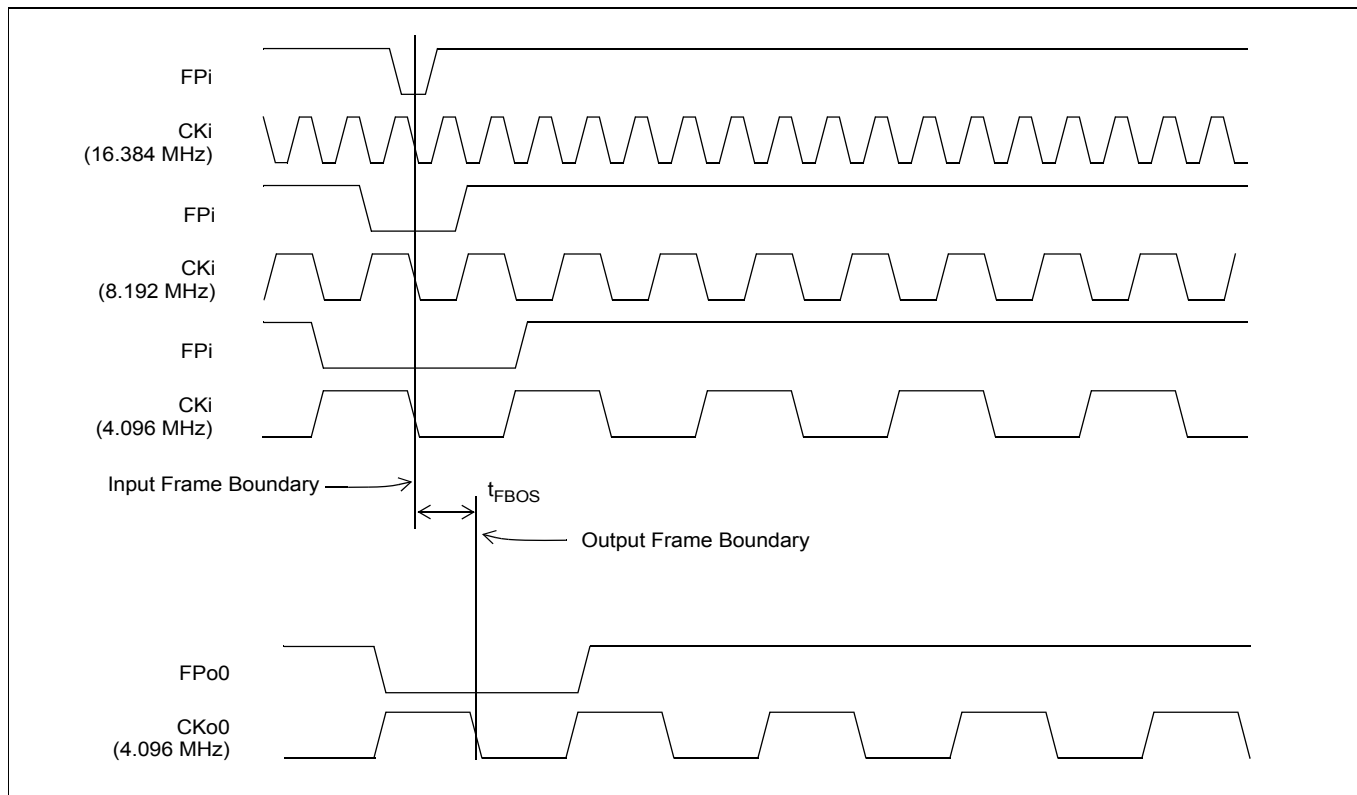 FPi
CKi
(16.384 MHz)
FPi
CKi
(8.192 MHz)
FPi
CKi
(4.096 MHz)
Input Frame Boundary
tFBOS
Output Frame Boundary
FPo0
CKo0
(4.096 MHz)